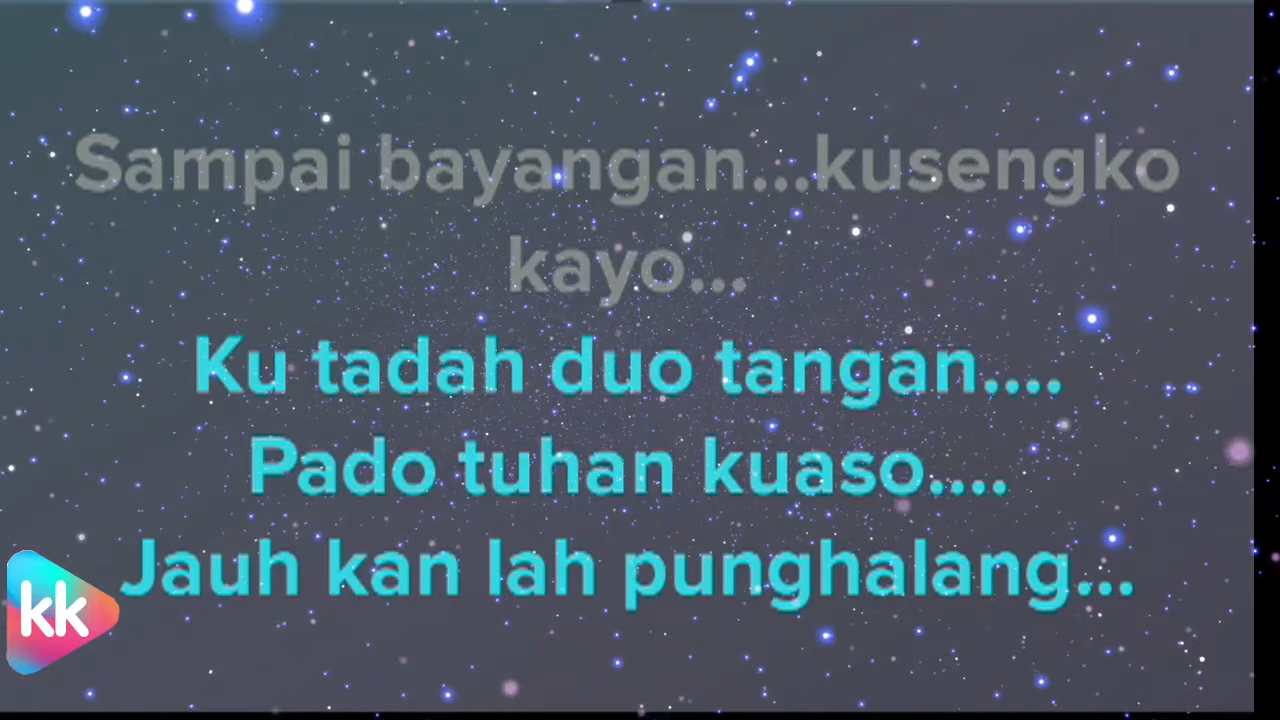 Sampai bayangan...kusengko
kayo...
Ku tadah duo tangan....
Pado tuhan kuaso....
Jauh kan lah punghalang...
kk